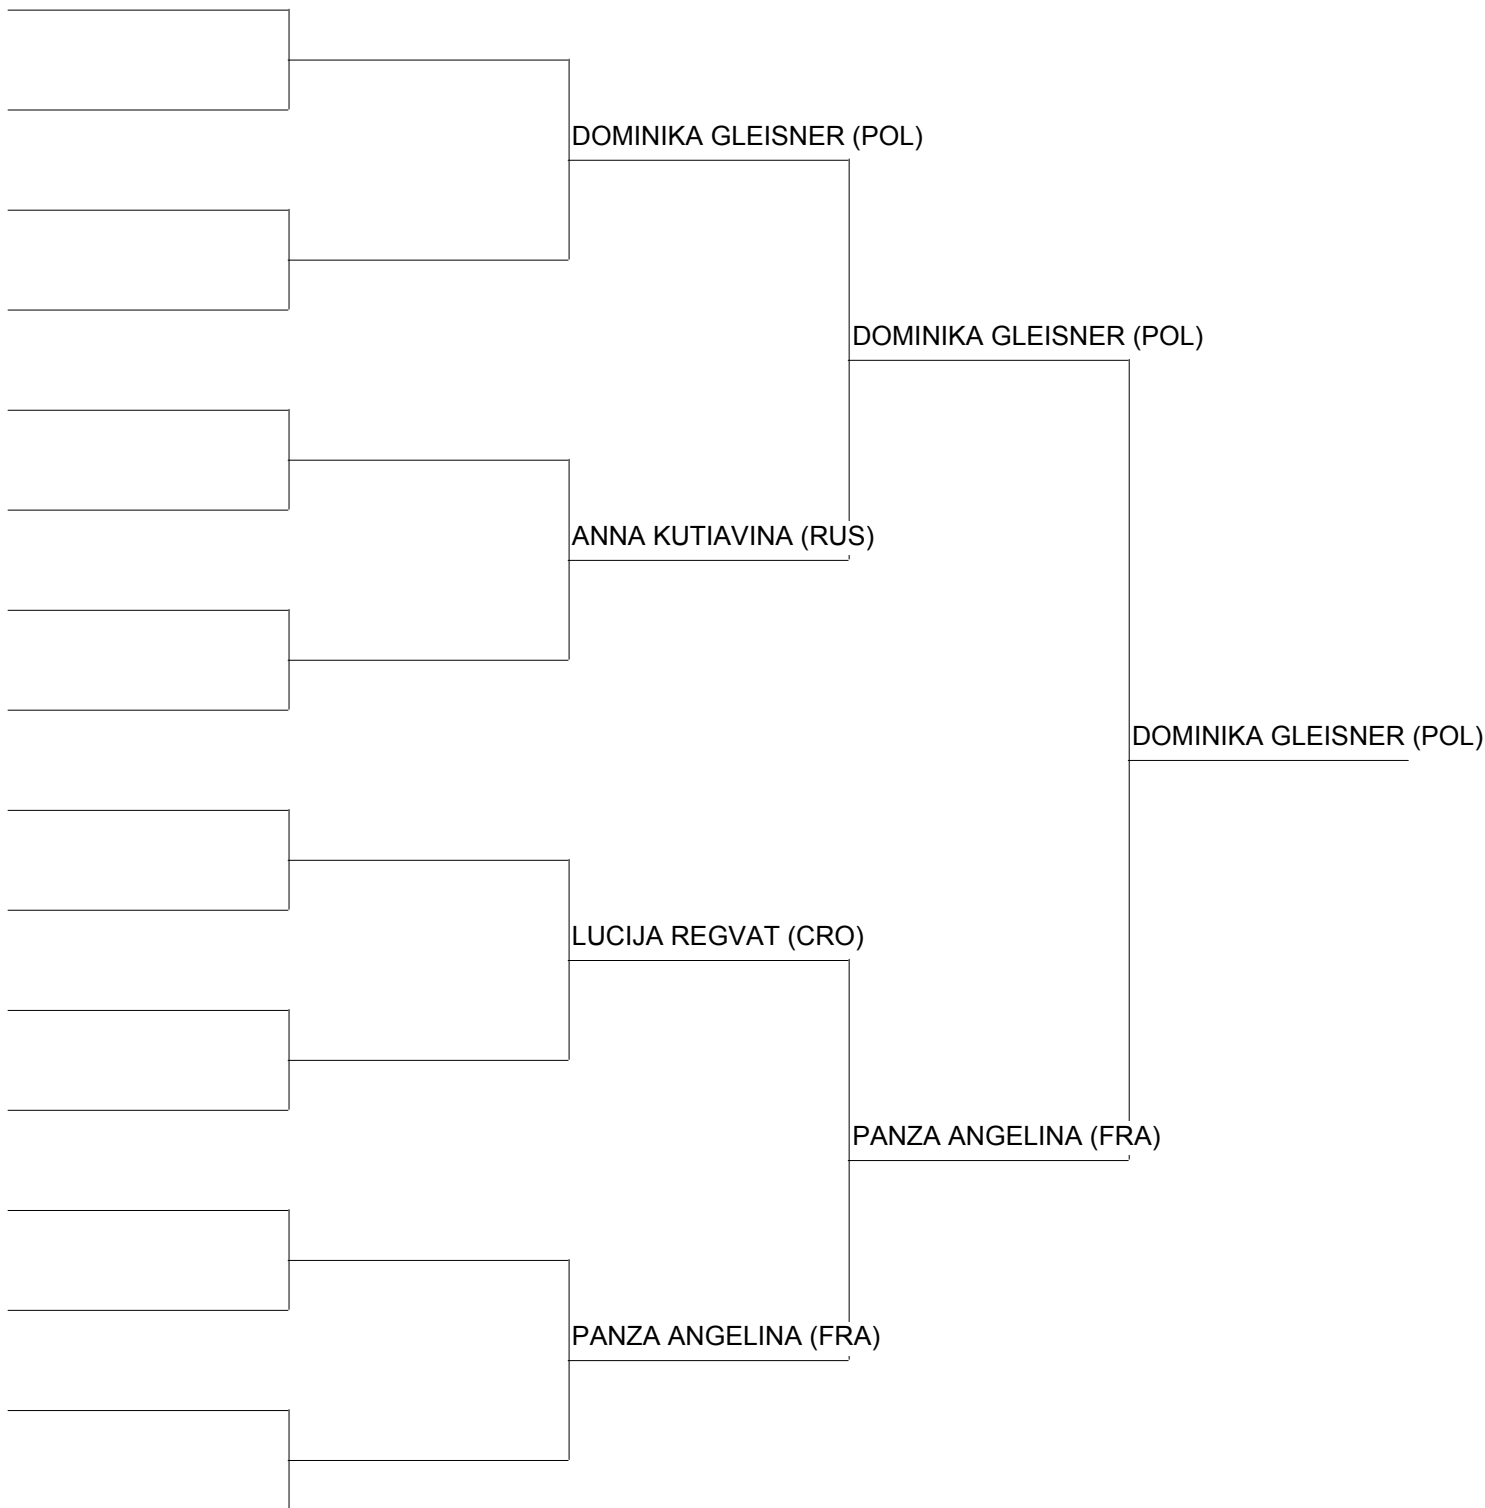 DOMINIKA GLEISNER (POL)
DOMINIKA GLEISNER (POL)
ANNA KUTIAVINA (RUS)
DOMINIKA GLEISNER (POL)
LUCIJA REGVAT (CRO)
PANZA ANGELINA (FRA)
PANZA ANGELINA (FRA)